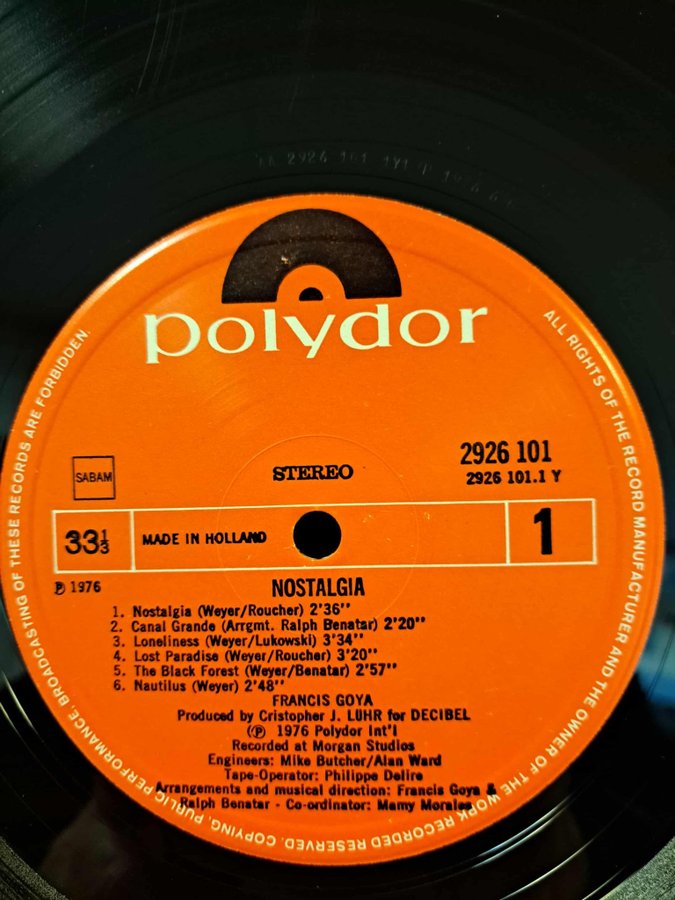 AA 2926 101 1Y1
polydor
2926 101
STEREO
2926 101.1 Y
SABAM
33⅓
MADE IN HOLLAND
1
℗ 1976
NOSTALGIA
1. Nostalgia (Weyer/Roucher) 2'36''
2. Canal Grande (Arrgmt. Ralph Benatar) 2'20''
3. Loneliness (Weyer/Lukowski) 3'34''
4. Lost Paradise (Weyer/Roucher) 3'20''
5. The Black Forest (Weyer/Benatar) 2'57''
6. Nautilus (Weyer) 2'48''
FRANCIS GOYA
Produced by Cristopher J. LUHR for DECIBEL
℗ 1976 Polydor Int'l
Recorded at Morgan Studios
Engineers: Mike Butcher/Alan Ward
Tape-Operator: Philippe Delire
Arrangements and musical direction: Francis Goya &
Ralph Benatar - Co-ordinator: Mamy Morales
ALL RIGHTS OF THE RECORD MANUFACTURER AND THE OWNER OF THE WORK RECORDED RESERVED. COPYING, PUBLIC PERFORMANCE, BROADCASTING OF THESE RECORDS ARE FORBIDDEN.